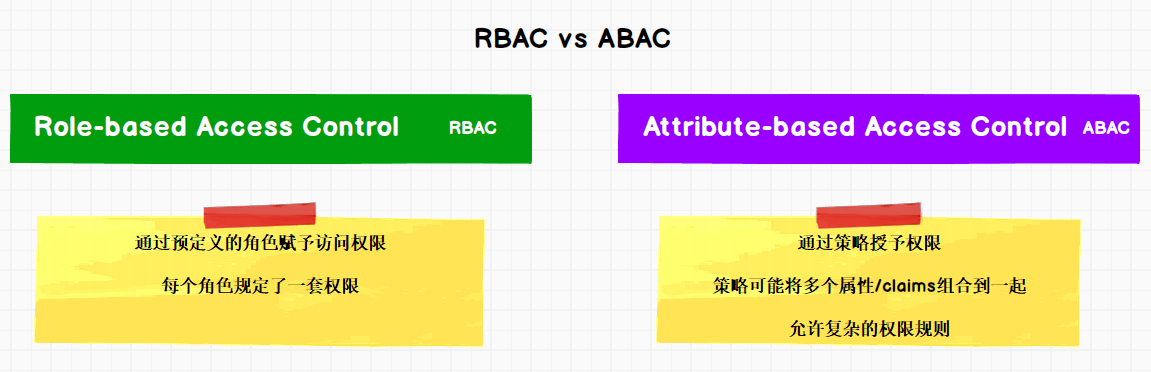 RBAC vs ABAC
Role-based Access Control RBAC
Attribute-based Access Control ABAC
通过预定义的角色赋予访问权限
每个角色规定了一套权限
通过策略授予权限
策略可能将多个属性/claims组合到一起
允许复杂的权限规则